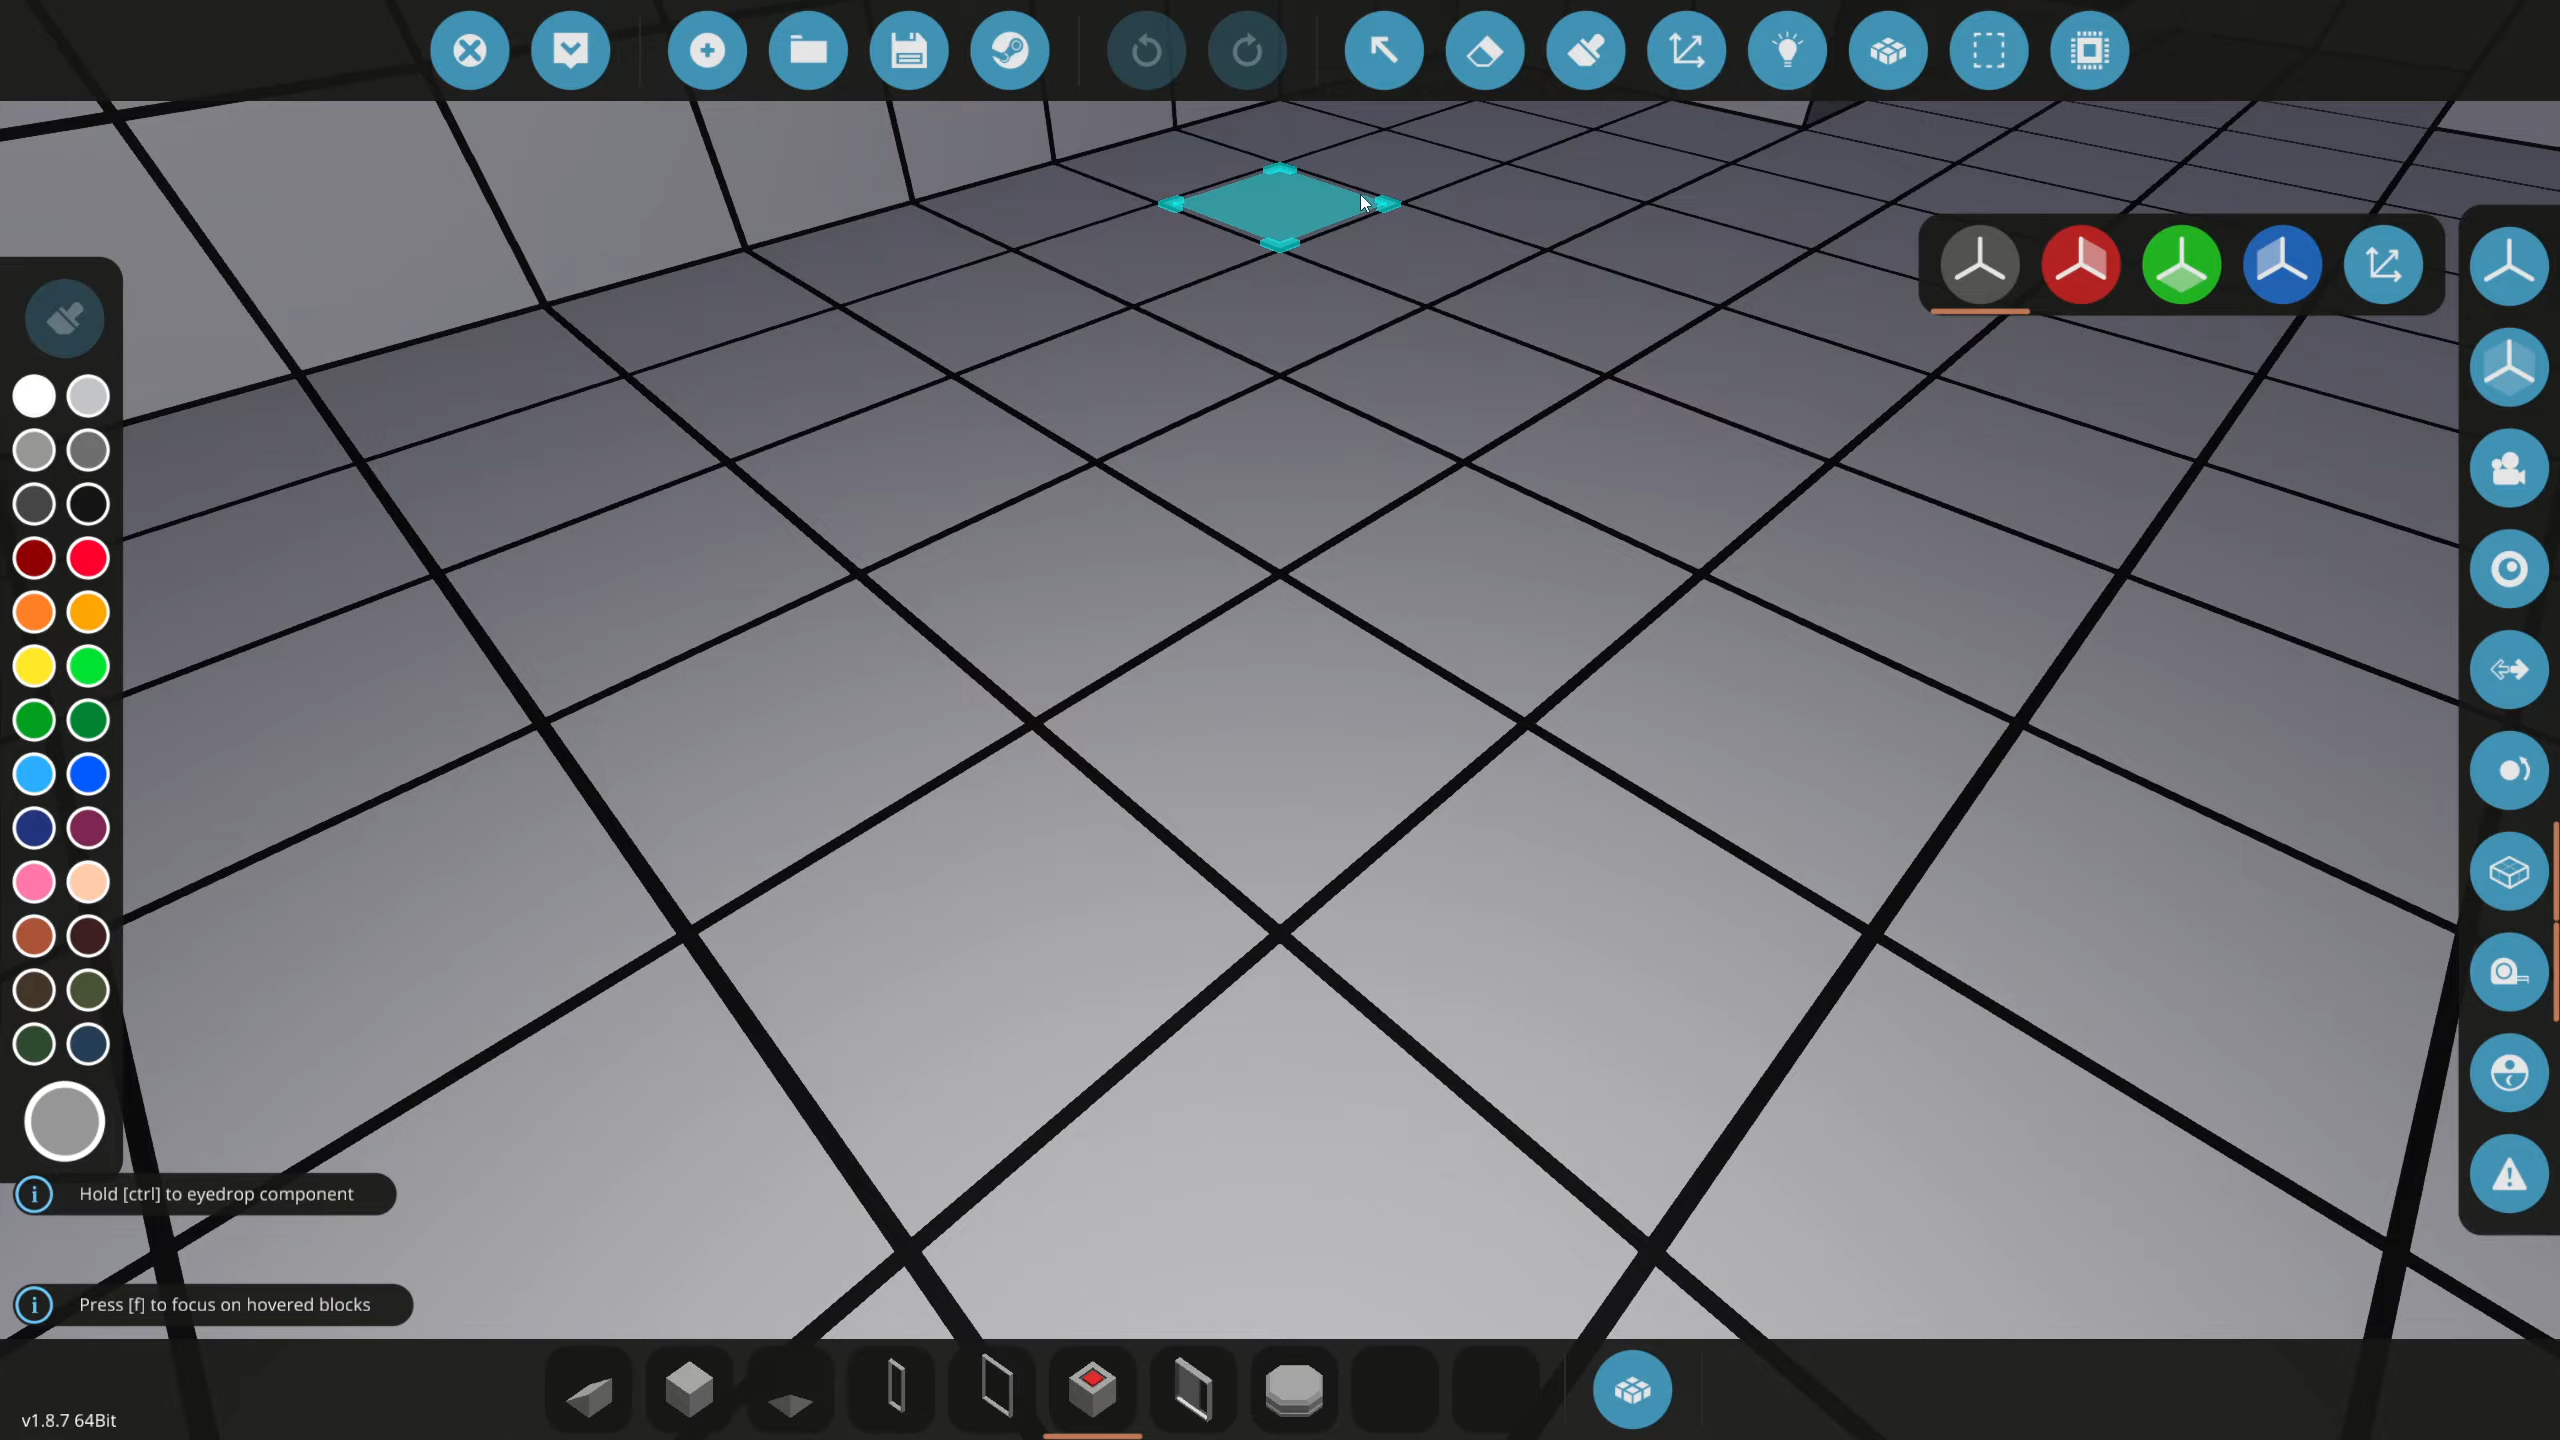 Hold [ctrl] to eyedrop component
Press [f] to focus on hovered blocks
v1.8.7 64Bit